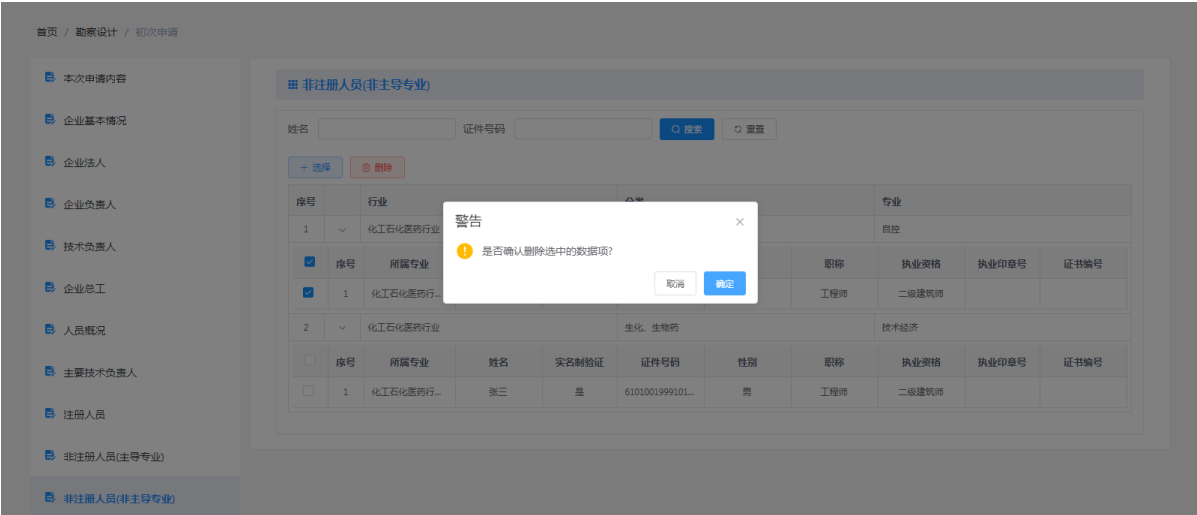 首页 / 勘察设计 / 初次申请
本次申请内容
企业基本情况
企业法人
企业负责人
技术负责人
企业总工
人员概况
主要技术负责人
注册人员
非注册人员(主导专业)
非注册人员(非主导专业)
非注册人员(非主导专业)
姓名 证件号码 搜索 重置
+ 选择 删除
序号 行业 分类 专业
1 化工石化医药行业 自控
序号 所属专业 职称 执业资格 执业印章号 证书编号
1 化工石化医药行... 工程师 二级建筑师
2 化工石化医药行业 生化、生物药 技术经济
序号 所属专业 姓名 实名制验证 证件号码 性别 职称 执业资格 执业印章号 证书编号
1 化工石化医药行... 张三 是 6101001999101... 男 工程师 二级建筑师
警告
是否确认删除选中的数据项?
取消 确定